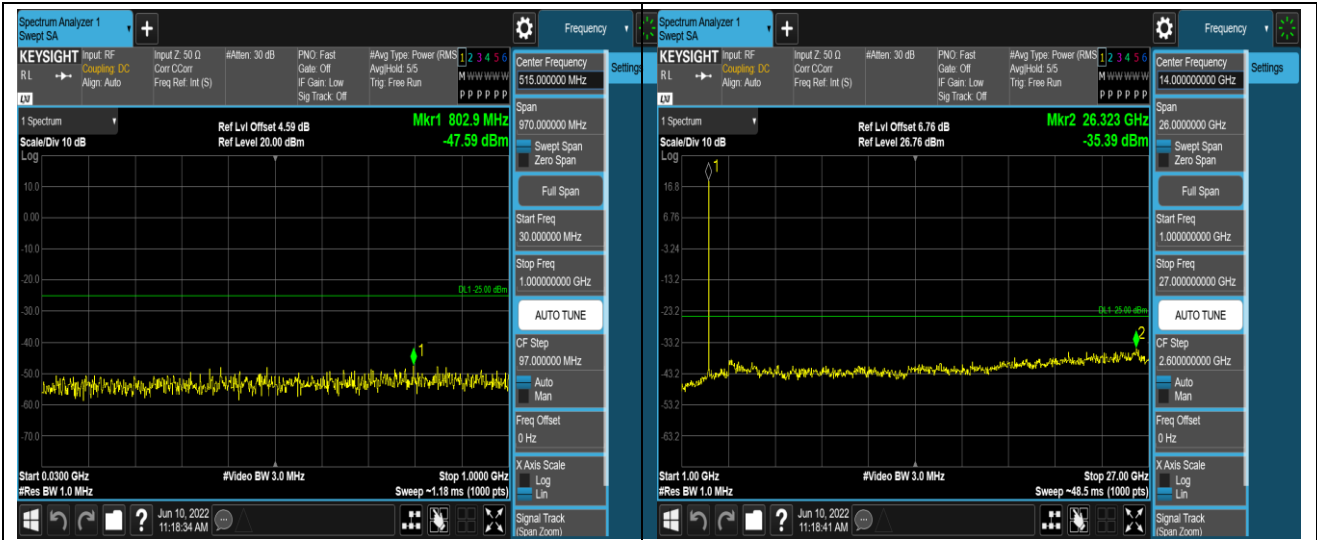 Spectrum Analyzer 1
Swept SA
+
Frequency
KEYSIGHT
RL
LXI
Input: RF
Coupling: DC
Align: Auto
Input Z: 50 Ω
Corr CCorr
Freq Ref: Int (S)
#Atten: 30 dB
PNO: Fast
Gate: Off
IF Gain: Low
Sig Track: Off
#Avg Type: Power (RMS
Avg|Hold: 5/5
Trig: Free Run
1 2 3 4 5 6
M W W W W W
P P P P P P
Center Frequency
515.000000 MHz
Settings
1 Spectrum
Scale/Div 10 dB
Log
Ref Lvl Offset 4.59 dB
Ref Level 20.00 dBm
Mkr1 802.9 MHz
-47.59 dBm
10.0
0.00
-10.0
-20.0
-30.0
-40.0
-50.0
-60.0
-70.0
DL1 -25.00 dBm
1
Start 0.0300 GHz
#Res BW 1.0 MHz
#Video BW 3.0 MHz
Stop 1.0000 GHz
Sweep ~1.18 ms (1000 pts)
Span
970.000000 MHz
Swept Span
Zero Span
Full Span
Start Freq
30.000000 MHz
Stop Freq
1.000000000 GHz
AUTO TUNE
CF Step
97.000000 MHz
Auto
Man
Freq Offset
0 Hz
X Axis Scale
Log
Lin
Signal Track
(Span Zoom)
?
Jun 10, 2022
11:18:34 AM
Spectrum Analyzer 1
Swept SA
+
Frequency
KEYSIGHT
RL
LXI
Input: RF
Coupling: DC
Align: Auto
Input Z: 50 Ω
Corr CCorr
Freq Ref: Int (S)
#Atten: 30 dB
PNO: Fast
Gate: Off
IF Gain: Low
Sig Track: Off
#Avg Type: Power (RMS
Avg|Hold: 5/5
Trig: Free Run
1 2 3 4 5 6
M W W W W W
P P P P P P
Center Frequency
14.000000000 GHz
Settings
1 Spectrum
Scale/Div 10 dB
Log
Ref Lvl Offset 6.76 dB
Ref Level 26.76 dBm
Mkr2 26.323 GHz
-35.39 dBm
16.8
6.76
-3.24
-13.2
-23.2
-33.2
-43.2
-53.2
-63.2
1
DL1 -25.00 dBm
2
Start 1.00 GHz
#Res BW 1.0 MHz
#Video BW 3.0 MHz
Stop 27.00 GHz
Sweep ~48.5 ms (1000 pts)
Span
26.0000000 GHz
Swept Span
Zero Span
Full Span
Start Freq
1.000000000 GHz
Stop Freq
27.000000000 GHz
AUTO TUNE
CF Step
2.600000000 GHz
Auto
Man
Freq Offset
0 Hz
X Axis Scale
Log
Lin
Signal Track
(Span Zoom)
?
Jun 10, 2022
11:18:41 AM